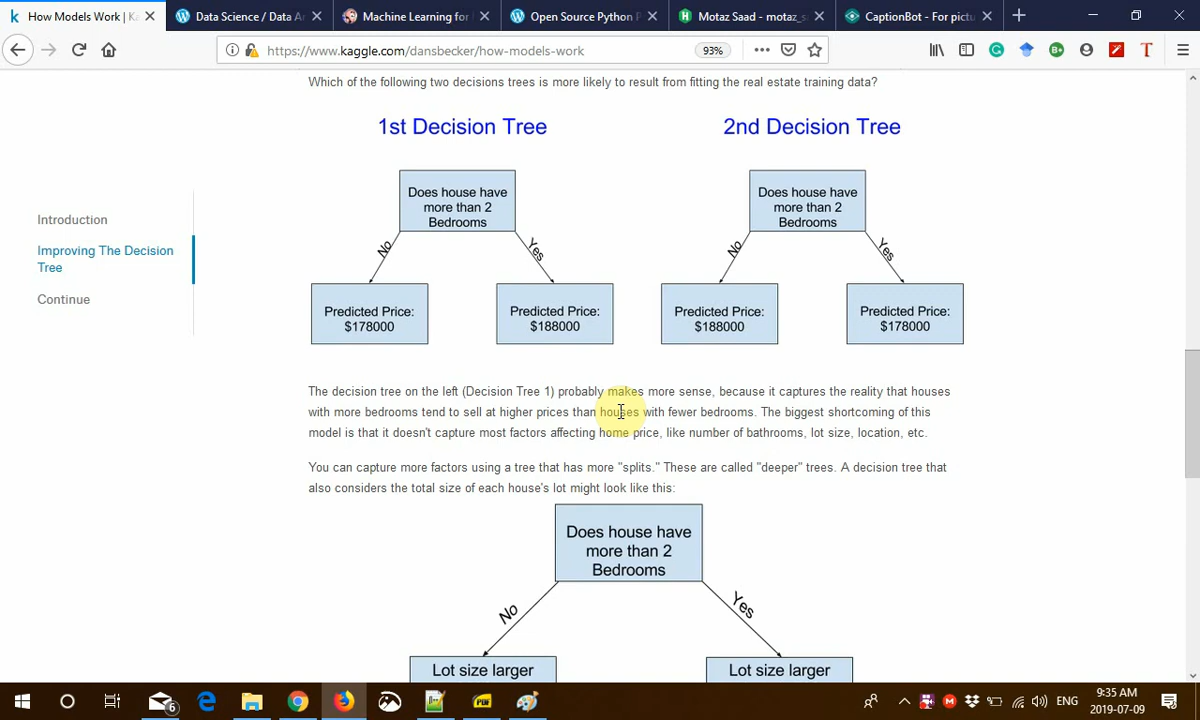 How Models Work | Ka
Data Science / Data An
Machine Learning for
Open Source Python P
Motaz Saad - motaz_s
CaptionBot - For pictu
https://www.kaggle.com/dansbecker/how-models-work
93%
Which of the following two decisions trees is more likely to result from fitting the real estate training data?
1st Decision Tree
2nd Decision Tree
Does house have
more than 2
Bedrooms
No
Yes
Predicted Price:
$178000
Predicted Price:
$188000
Does house have
more than 2
Bedrooms
No
Yes
Predicted Price:
$188000
Predicted Price:
$178000
Introduction
Improving The Decision
Tree
Continue
The decision tree on the left (Decision Tree 1) probably makes more sense, because it captures the reality that houses
with more bedrooms tend to sell at higher prices than houses with fewer bedrooms. The biggest shortcoming of this
model is that it doesn't capture most factors affecting home price, like number of bathrooms, lot size, location, etc.
You can capture more factors using a tree that has more "splits." These are called "deeper" trees. A decision tree that
also considers the total size of each house's lot might look like this:
Does house have
more than 2
Bedrooms
No
Yes
Lot size larger
Lot size larger
6
PDF
ENG
9:35 AM
2019-07-09